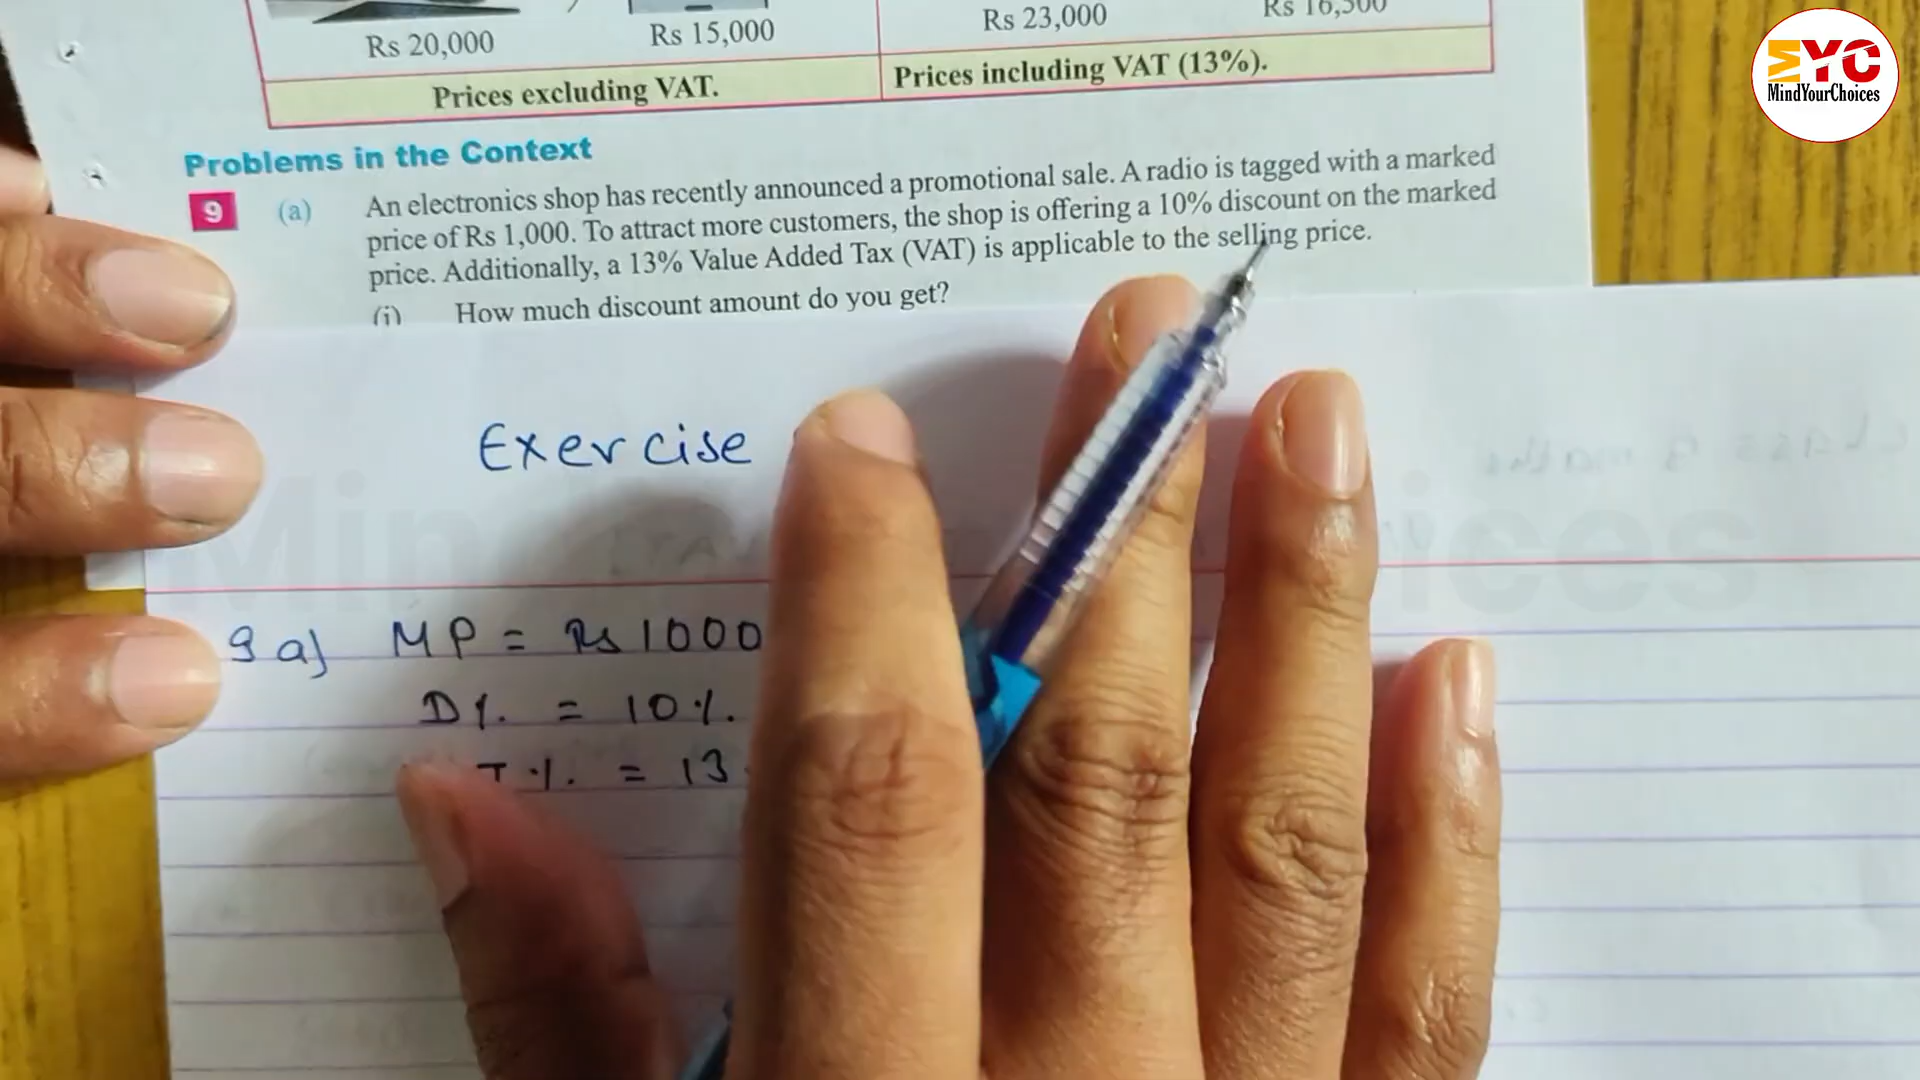 Rs 20,000 Rs 15,000 Rs 23,000 Rs 16,500
Prices excluding VAT. Prices including VAT (13%).
MYC
MindYourChoices
Problems in the Context
9 (a) An electronics shop has recently announced a promotional sale. A radio is tagged with a marked
price of Rs 1,000. To attract more customers, the shop is offering a 10% discount on the marked
price. Additionally, a 13% Value Added Tax (VAT) is applicable to the selling price.
(i) How much discount amount do you get?
Exercise
9 a) MP = Rs 1000
D%. = 10%.
T%. = 13